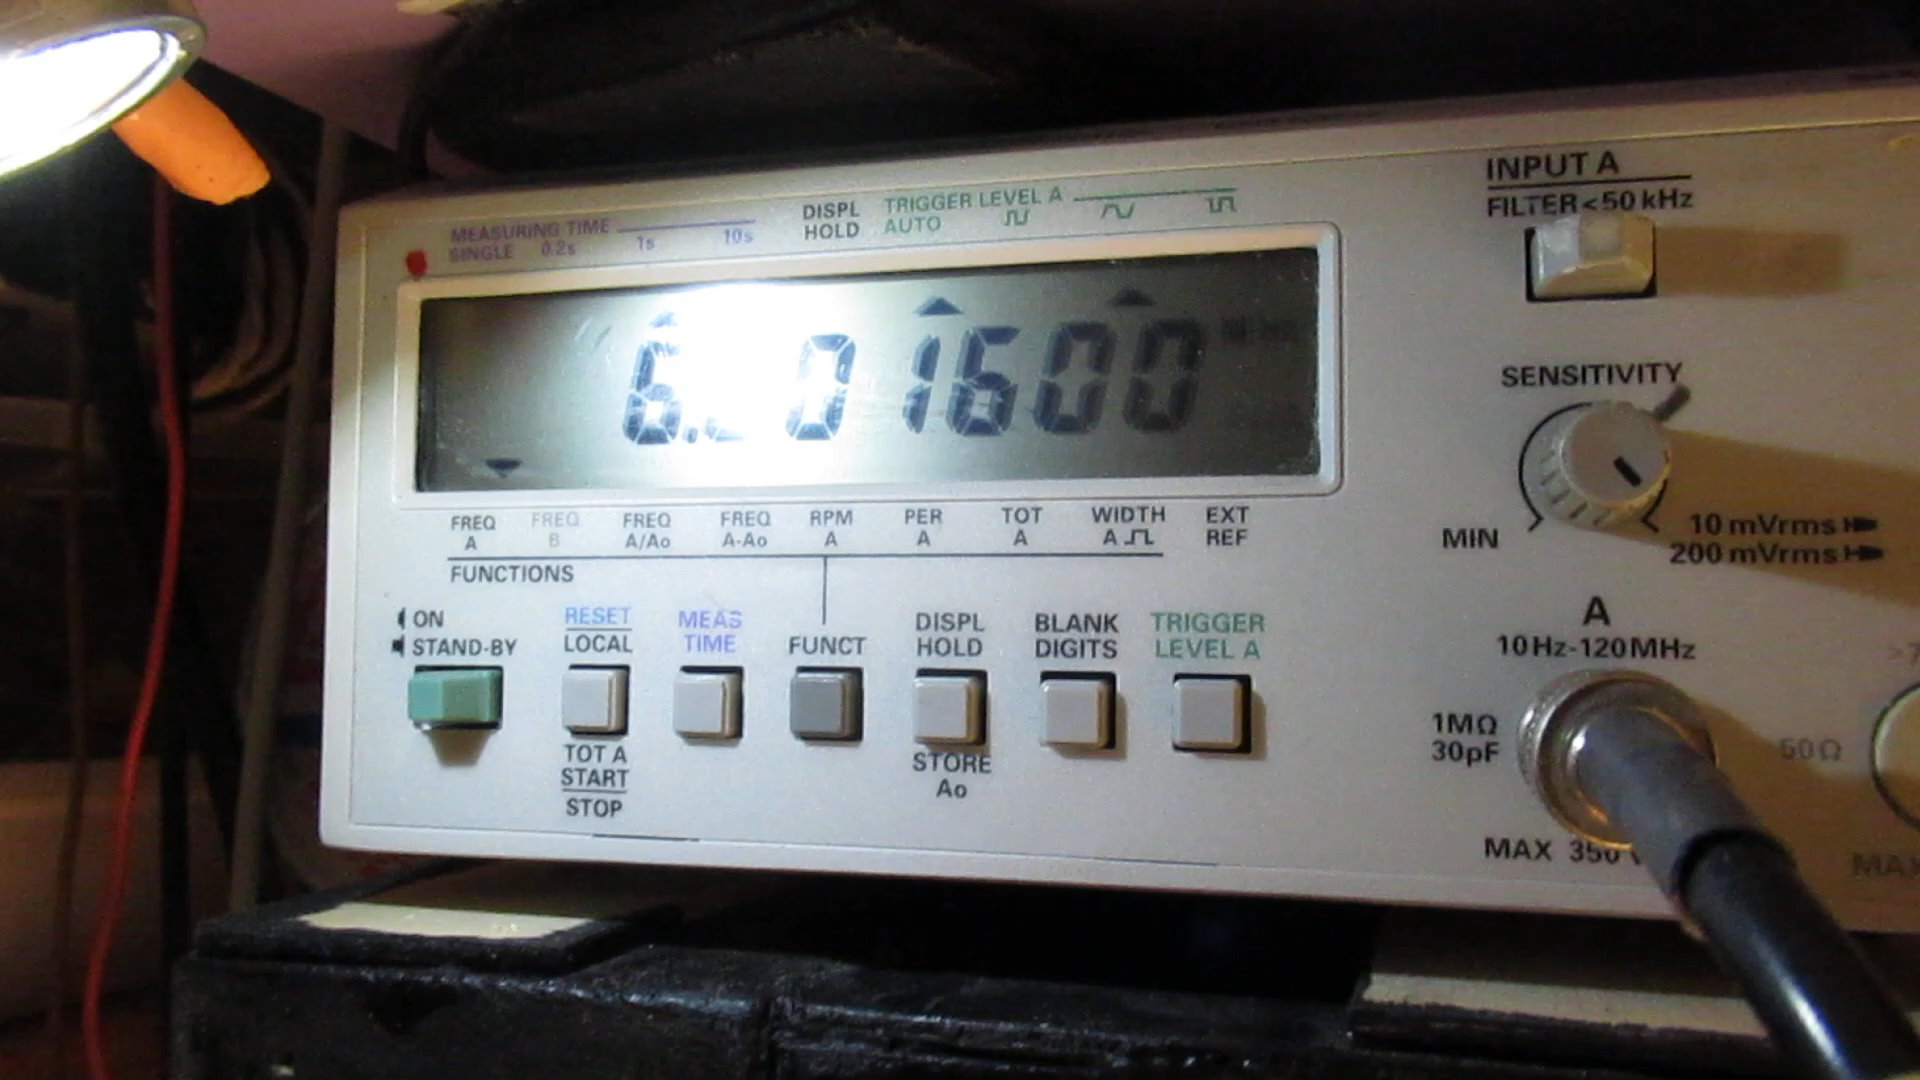 INPUT A
FILTER<50 kHz
MEASURING TIME
SINGLE 0.2s 1s 10s
DISPL
HOLD
TRIGGER LEVEL A
AUTO
SENSITIVITY
MIN
10 mVrms
200 mVrms
FREQ
A
FREQ
B
FREQ
A/Ao
FREQ
A-Ao
RPM
A
PER
A
TOT
A
WIDTH
A
EXT
REF
FUNCTIONS
ON
STAND-BY
RESET
LOCAL
MEAS
TIME
FUNCT
DISPL
HOLD
BLANK
DIGITS
TRIGGER
LEVEL A
TOT A
START
STOP
STORE
Ao
A
10Hz-120MHz
1MΩ
30pF
50Ω
MAX 350
MAX